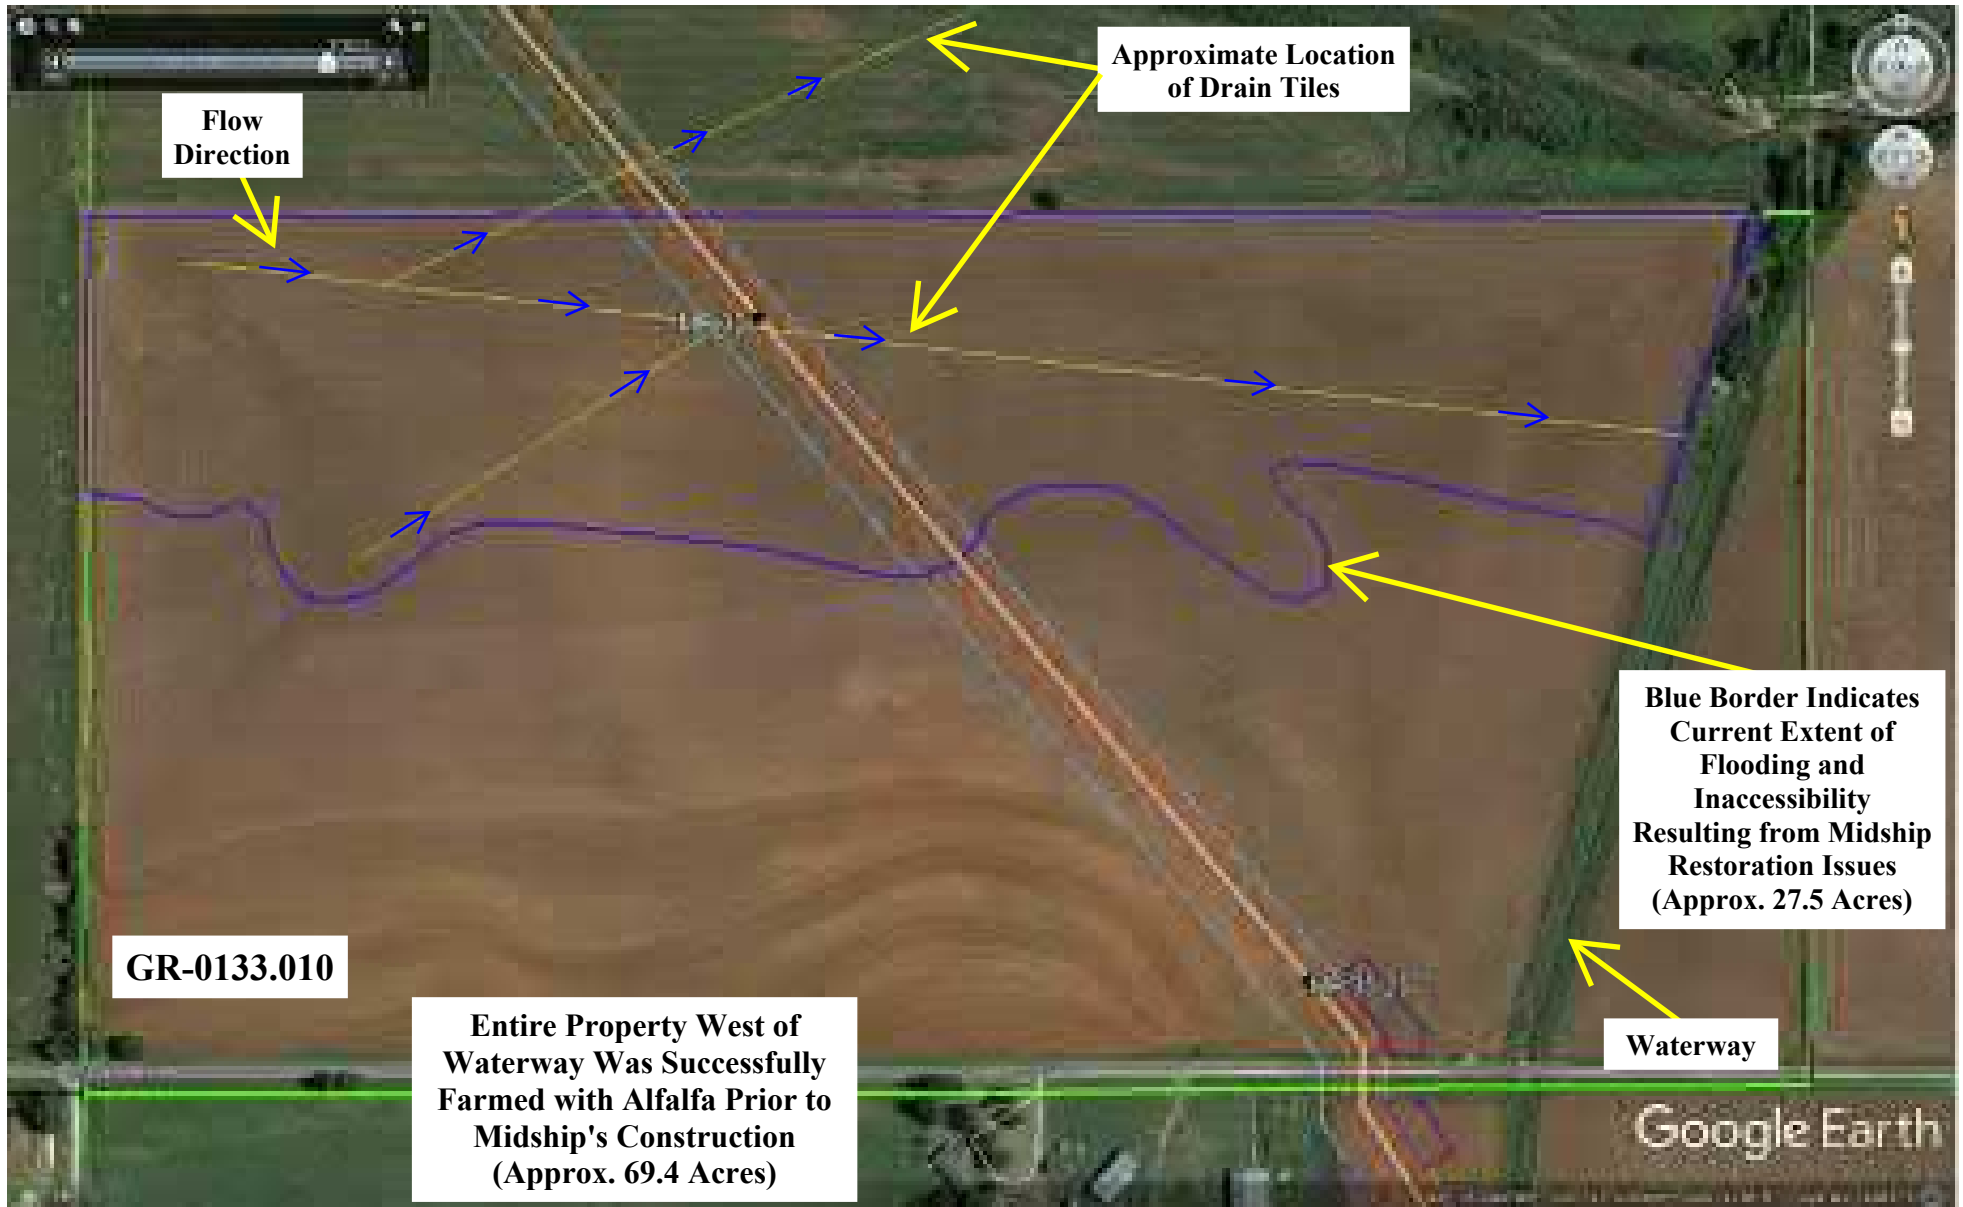 Approximate Location
of Drain Tiles
Flow
Direction
Blue Border Indicates
Current Extent of
Flooding and
Inaccessibility
Resulting from Midship
Restoration Issues
(Approx. 27.5 Acres)
GR-0133.010
Entire Property West of
Waterway Was Successfully
Farmed with Alfalfa Prior to
Midship's Construction
(Approx. 69.4 Acres)
Waterway
Google Earth